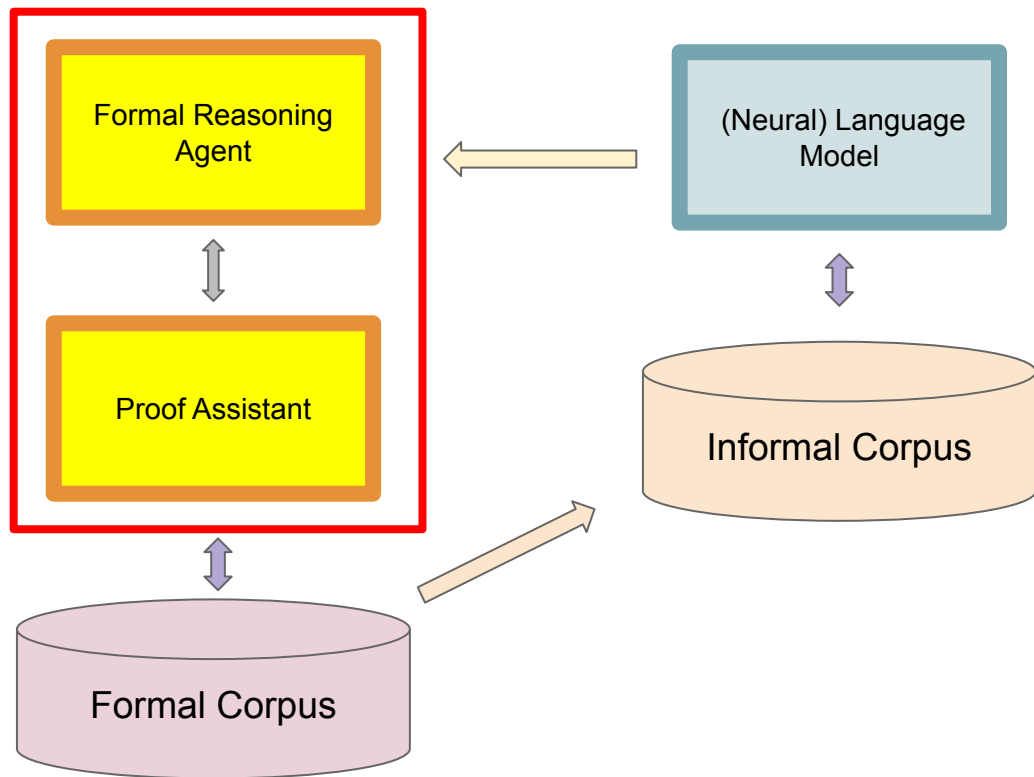 Formal Reasoning
Agent
(Neural) Language
Model
Proof Assistant
Informal Corpus
Formal Corpus